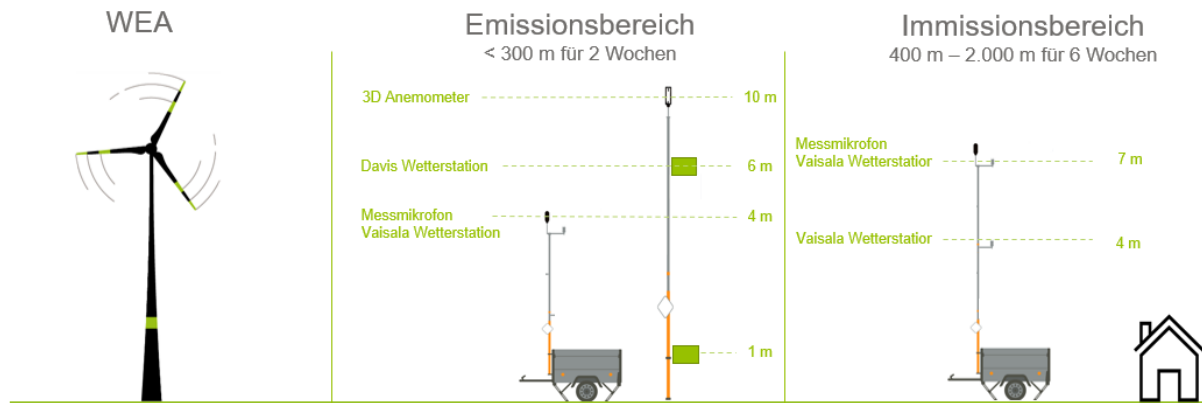 WEA
Emissionsbereich
< 300 m für 2 Wochen
3D Anemometer
10 m
Davis Wetterstation
6 m
Messmikrofon
Vaisala Wetterstation
4 m
1 m
Immissionsbereich
400 m – 2.000 m für 6 Wochen
Messmikrofon
Vaisala Wetterstatior
7 m
Vaisala Wetterstatior
4 m